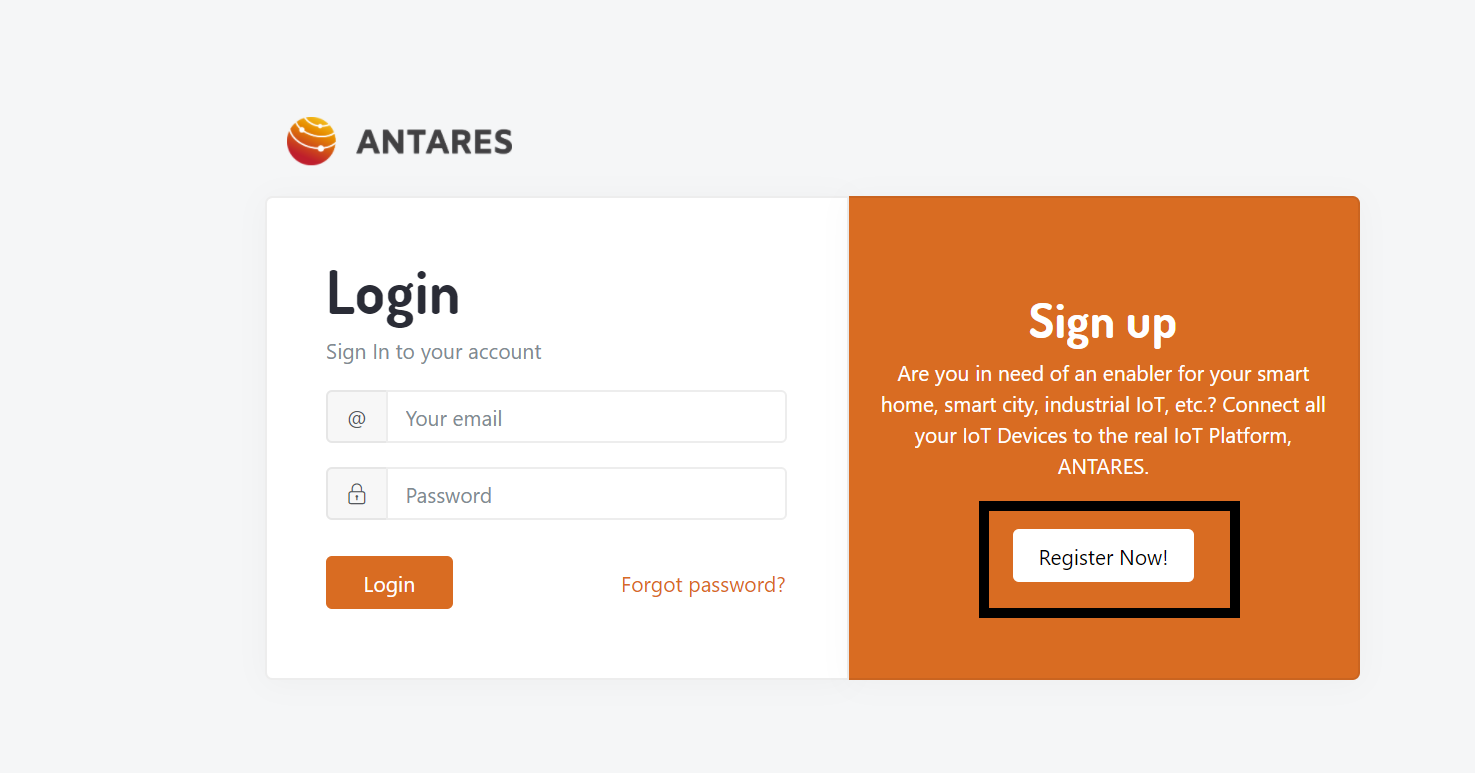 ANTARES
Login
Sign In to your account
@
Your email
Password
Login
Forgot password?
Sign up
Are you in need of an enabler for your smart
home, smart city, industrial IoT, etc.? Connect all
your IoT Devices to the real IoT Platform,
ANTARES.
Register Now!